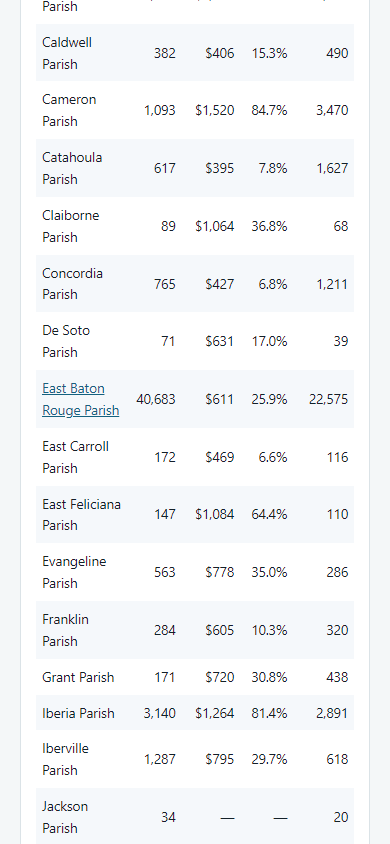 Parish
Caldwell
Parish 382 $406 15.3% 490
Cameron
Parish 1,093 $1,520 84.7% 3,470
Catahoula
Parish 617 $395 7.8% 1,627
Claiborne
Parish 89 $1,064 36.8% 68
Concordia
Parish 765 $427 6.8% 1,211
De Soto
Parish 71 $631 17.0% 39
East Baton
Rouge Parish 40,683 $611 25.9% 22,575
East Carroll
Parish 172 $469 6.6% 116
East Feliciana
Parish 147 $1,084 64.4% 110
Evangeline
Parish 563 $778 35.0% 286
Franklin
Parish 284 $605 10.3% 320
Grant Parish 171 $720 30.8% 438
Iberia Parish 3,140 $1,264 81.4% 2,891
Iberville
Parish 1,287 $795 29.7% 618
Jackson
Parish 34 — — 20